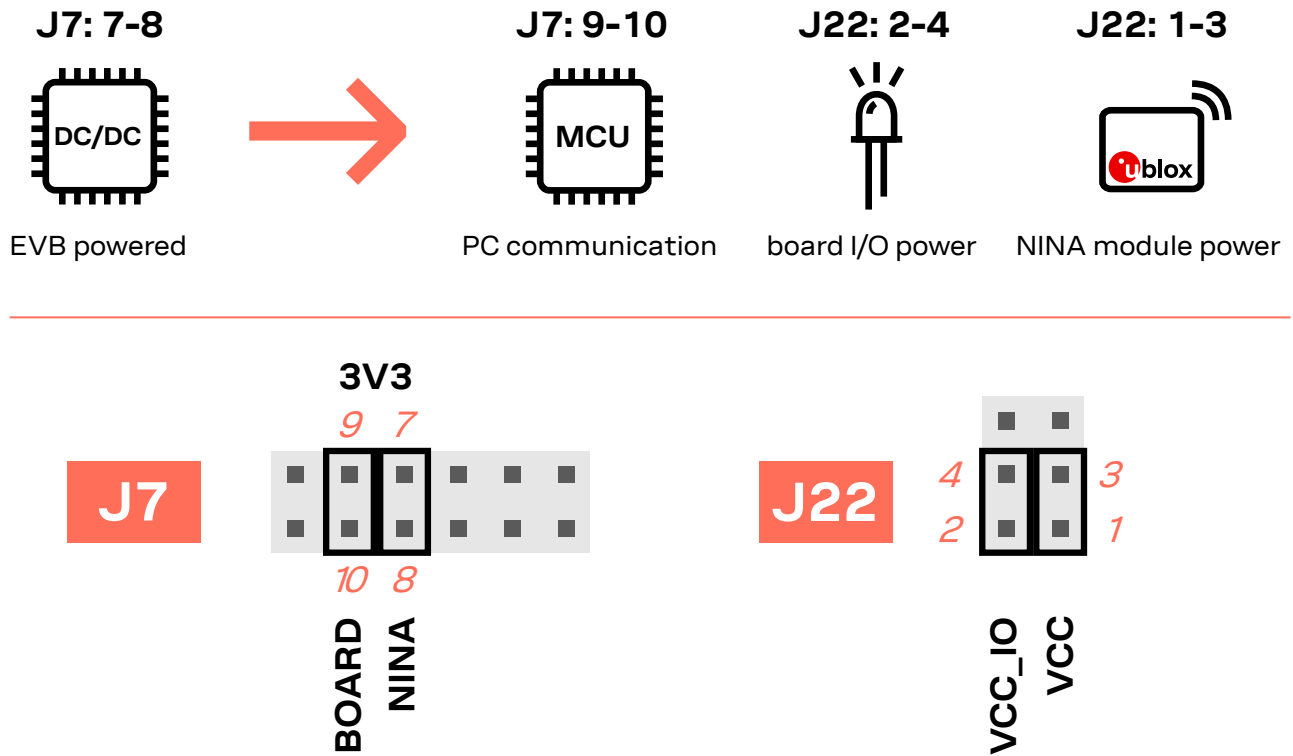 J7: 7-8
J7: 9-10
J22: 2-4
J22: 1-3
DC/DC
MCU
ublox
EVB powered
PC communication
board I/O power
NINA module power
3V3
9 7
J7
10 8
BOARD
NINA
J22
4
3
2
1
VCC_IO
VCC